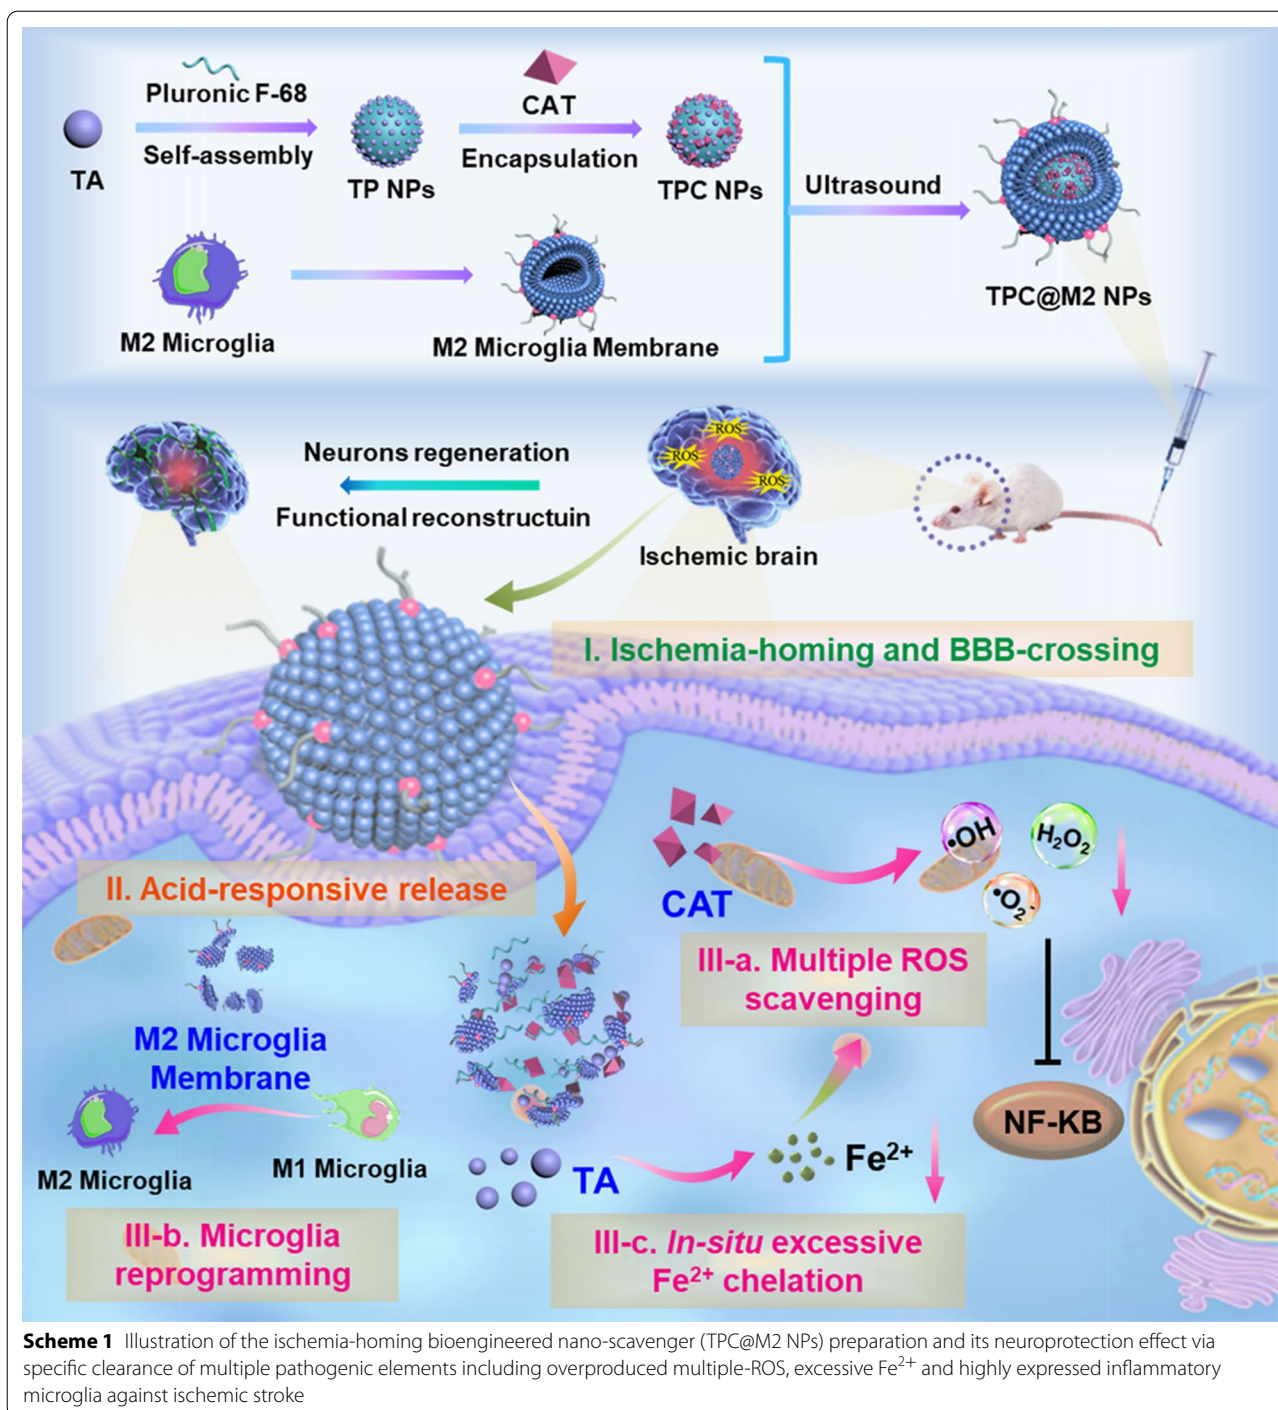 Pluronic F-68
Self-assembly
TA
TP NPs
CAT
Encapsulation
TPC NPs
Ultrasound
TPC@M2 NPs
M2 Microglia
M2 Microglia Membrane
Neurons regeneration
Functional reconstructuin
ROS
ROS
ROS
Ischemic brain
I. Ischemia-homing and BBB-crossing
II. Acid-responsive release
CAT
•OH
H₂O₂
•O₂⁻
III-a. Multiple ROS
scavenging
M2 Microglia
Membrane
M2 Microglia
M1 Microglia
III-b. Microglia
reprogramming
TA
Fe²⁺
NF-KB
III-c. In-situ excessive
Fe²⁺ chelation
Scheme 1 Illustration of the ischemia-homing bioengineered nano-scavenger (TPC@M2 NPs) preparation and its neuroprotection effect via
specific clearance of multiple pathogenic elements including overproduced multiple-ROS, excessive Fe²⁺ and highly expressed inflammatory
microglia against ischemic stroke